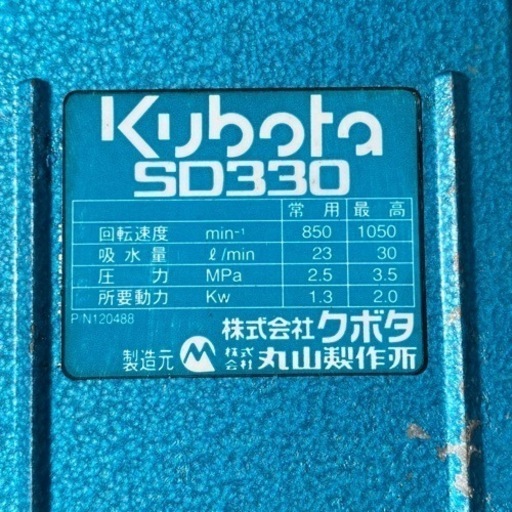 Kubota
SD330
常用 最高
回転速度 min⁻¹ 850 1050
吸水量 ℓ/min 23 30
圧力 MPa 2.5 3.5
所要動力 Kw 1.3 2.0
P/N120488
株式会社クボタ
製造元 株式会社 丸山製作所